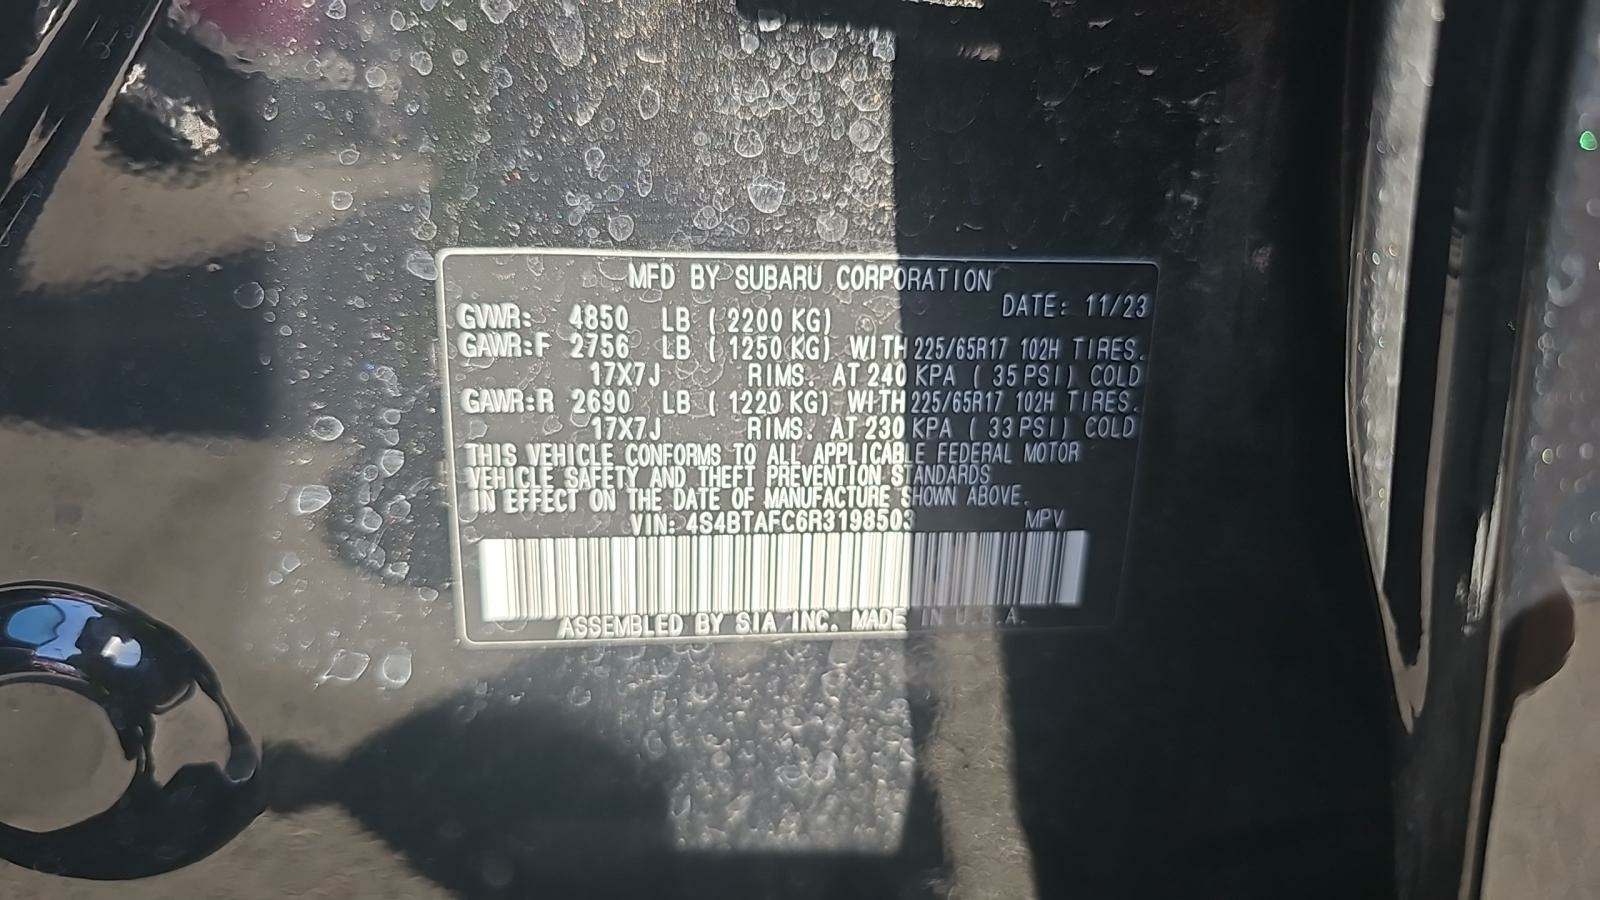 MFD BY SUBARU CORPORATION
DATE: 11/23
GVWR: 4850 LB ( 2200 KG)
GAWR:F 2756 LB ( 1250 KG) WITH 225/65R17 102H TIRES.
17X7J RIMS. AT 240 KPA ( 35 PSI) COLD
GAWR:R 2690 LB ( 1220 KG) WITH 225/65R17 102H TIRES.
17X7J RIMS. AT 230 KPA ( 33 PSI) COLD
THIS VEHICLE CONFORMS TO ALL APPLICABLE FEDERAL MOTOR
VEHICLE SAFETY AND THEFT PREVENTION STANDARDS
IN EFFECT ON THE DATE OF MANUFACTURE SHOWN ABOVE.
VIN: 4S4BTAFC6R3198503 MPV
ASSEMBLED BY SIA INC. MADE IN U.S.A.